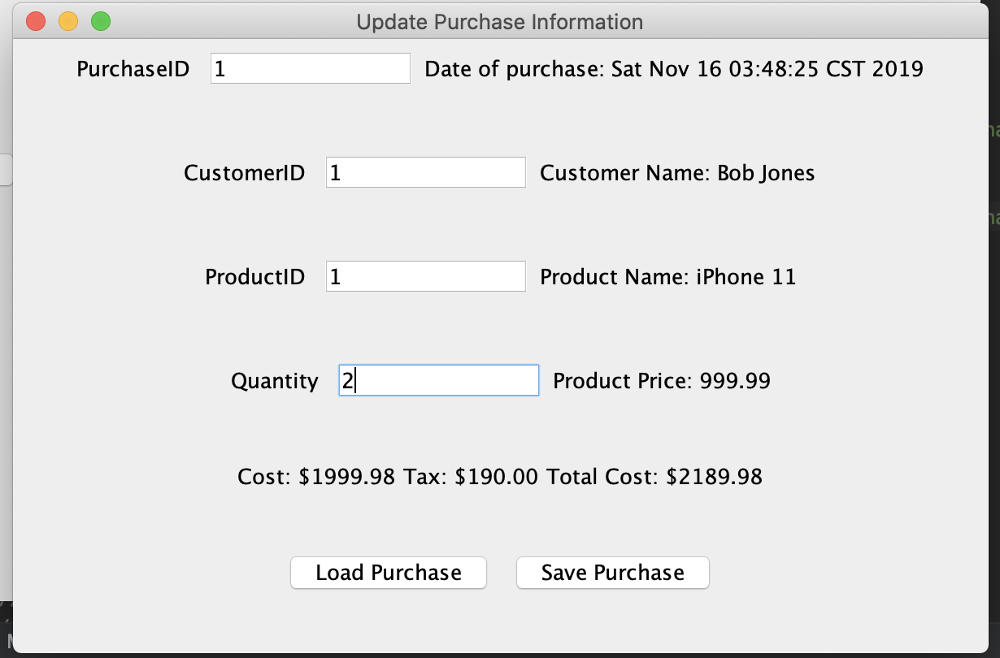 Update Purchase Information
PurchaseID 1 Date of purchase: Sat Nov 16 03:48:25 CST 2019
CustomerID 1 Customer Name: Bob Jones
ProductID 1 Product Name: iPhone 11
Quantity 2 Product Price: 999.99
Cost: $1999.98 Tax: $190.00 Total Cost: $2189.98
Load Purchase Save Purchase